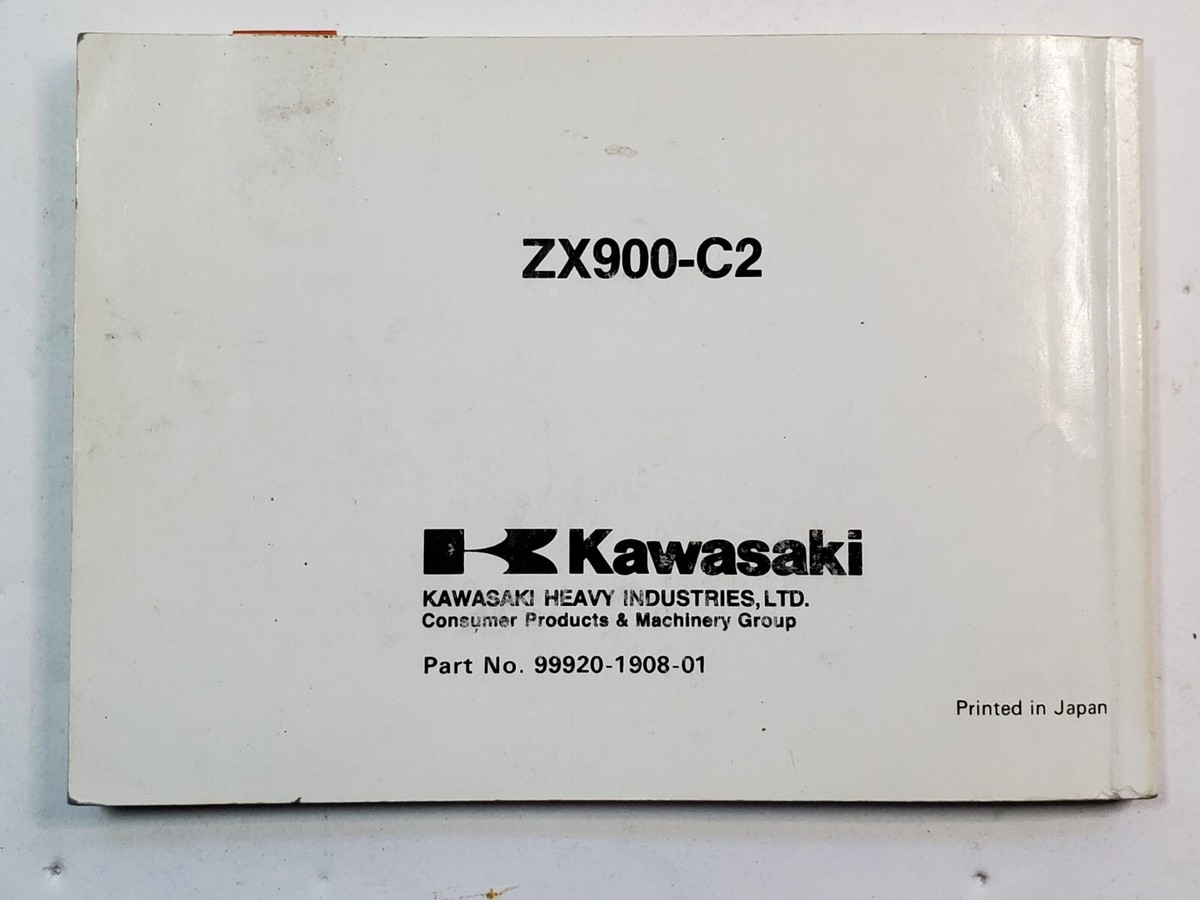 ZX900-C2
Kawasaki
KAWASAKI HEAVY INDUSTRIES, LTD.
Consumer Products & Machinery Group
Part No. 99920-1908-01
Printed in Japan